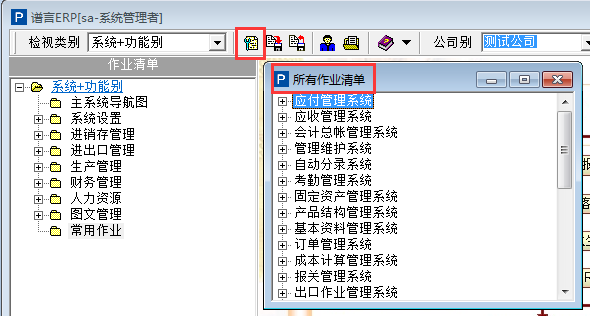 谱言ERP[sa-系统管理者]
检视类别 系统+功能别 公司别 测试公司
作业清单
系统+功能别
主系统导航图
系统设置
进销存管理
进出口管理
生产管理
财务管理
人力资源
图文管理
常用作业
所有作业清单
应付管理系统
应收管理系统
会计总帐管理系统
管理维护系统
自动分录系统
考勤管理系统
固定资产管理系统
产品结构管理系统
基本资料管理系统
订单管理系统
成本计算管理系统
报关管理系统
出口作业管理系统